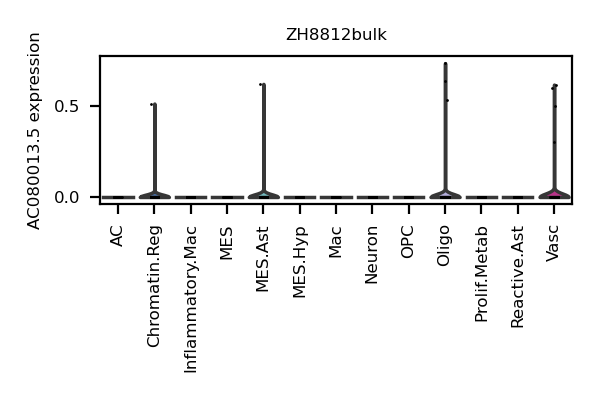 ZH8812bulk
AC080013.5 expression
0.5
0.0
AC
Chromatin.Reg
Inflammatory.Mac
MES
MES.Ast
MES.Hyp
Mac
Neuron
OPC
Oligo
Prolif.Metab
Reactive.Ast
Vasc